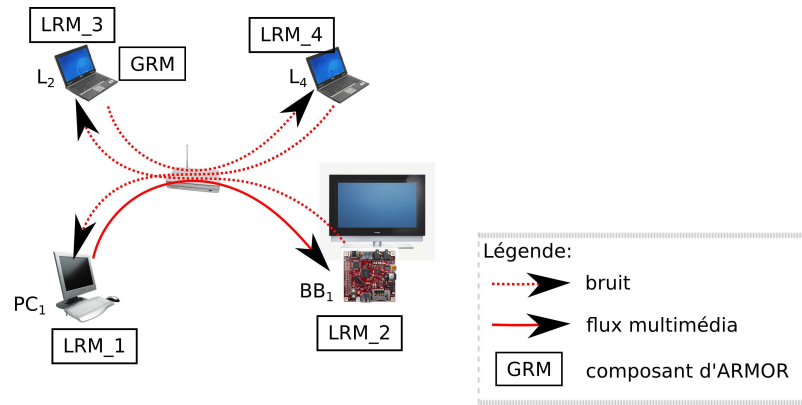 LRM_3
LRM_4
GRM
L2
L4
PC1
BB1
LRM_1
LRM_2
Légende:
bruit
flux multimédia
GRM
composant d'ARMOR